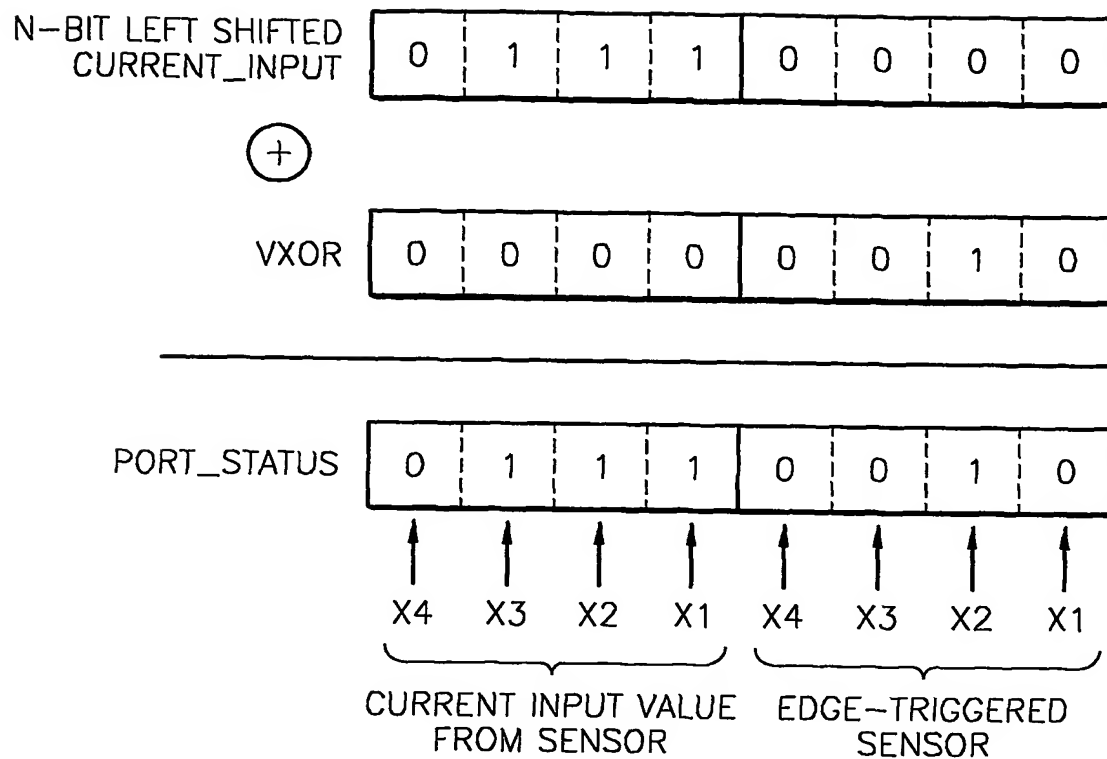 N-BIT LEFT SHIFTED
CURRENT_INPUT
0 1 1 1 0 0 0 0
+
VXOR
0 0 0 0 0 0 1 0
PORT_STATUS
0 1 1 1 0 0 1 0
X4 X3 X2 X1 X4 X3 X2 X1
CURRENT INPUT VALUE
FROM SENSOR
EDGE-TRIGGERED
SENSOR